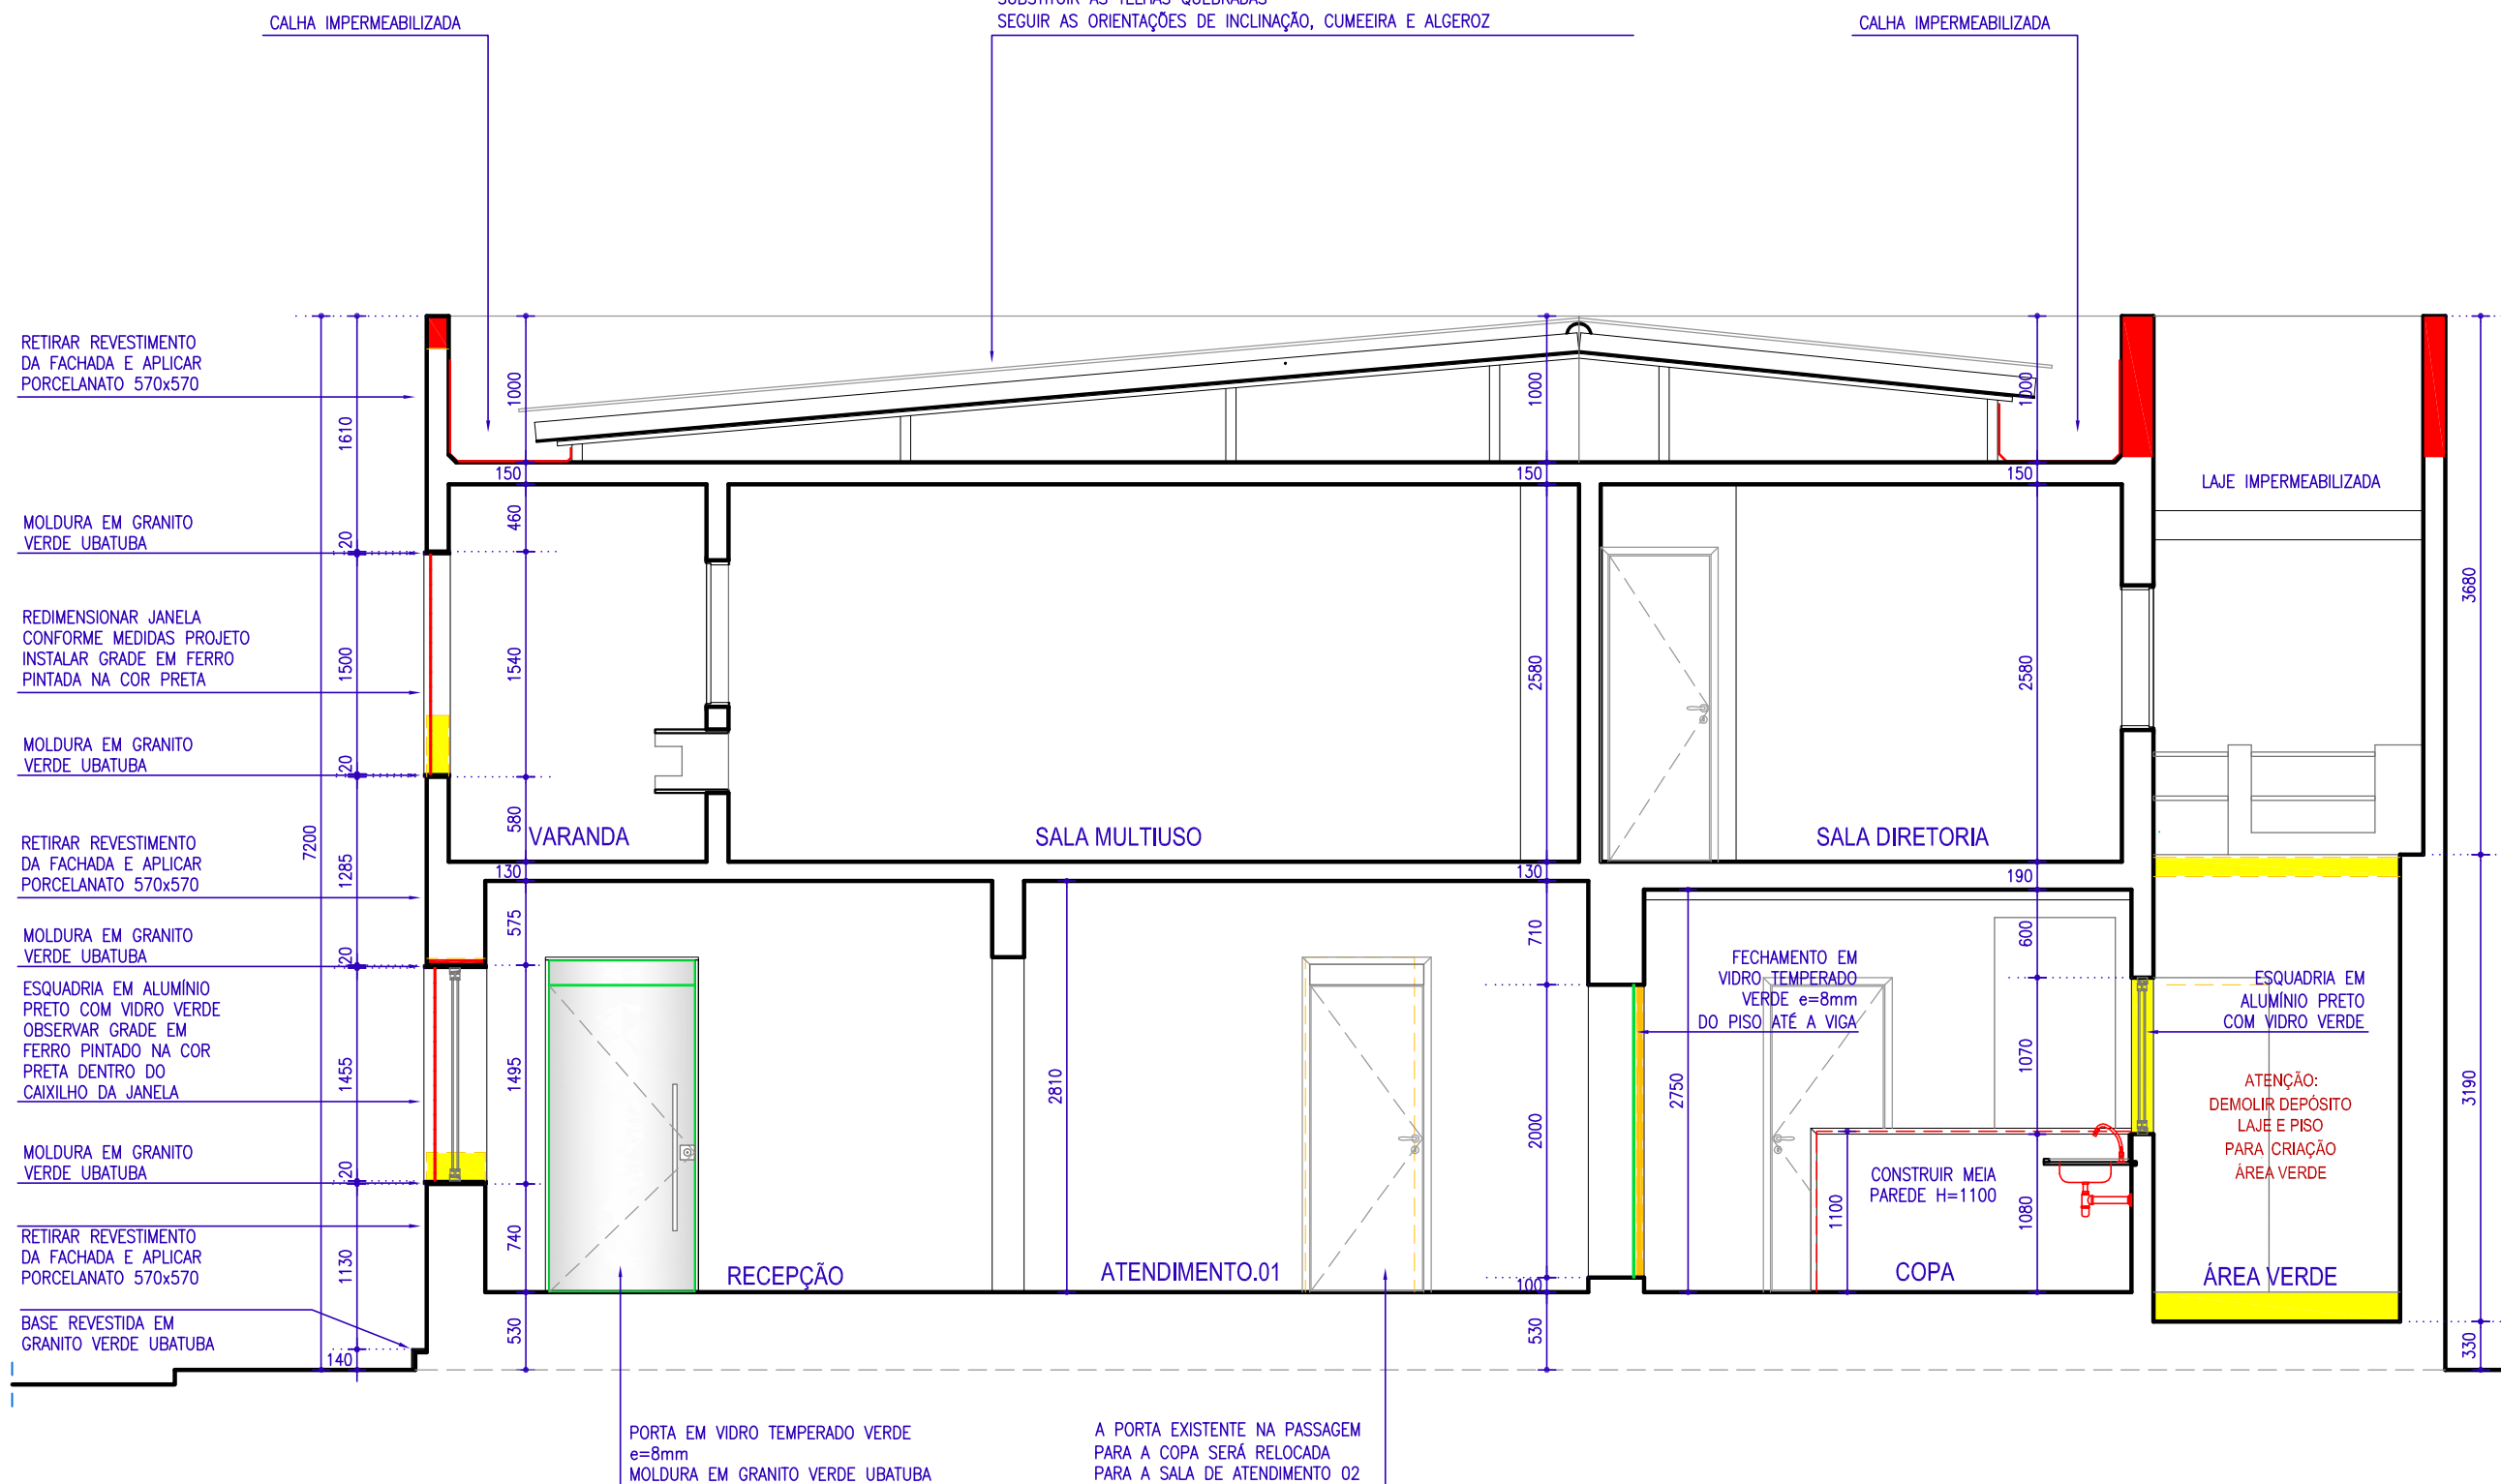 SUBSTITUIR AS TELHAS QUEBRADAS
SEGUIR AS ORIENTAÇÕES DE INCLINAÇÃO, CUMEEIRA E ALGEROZ
CALHA IMPERMEABILIZADA
CALHA IMPERMEABILIZADA
RETIRAR REVESTIMENTO
DA FACHADA E APLICAR
PORCELANATO 570x570
MOLDURA EM GRANITO
VERDE UBATUBA
REDIMENSIONAR JANELA
CONFORME MEDIDAS PROJETO
INSTALAR GRADE EM FERRO
PINTADA NA COR PRETA
MOLDURA EM GRANITO
VERDE UBATUBA
RETIRAR REVESTIMENTO
DA FACHADA E APLICAR
PORCELANATO 570x570
MOLDURA EM GRANITO
VERDE UBATUBA
ESQUADRIA EM ALUMÍNIO
PRETO COM VIDRO VERDE
OBSERVAR GRADE EM
FERRO PINTADO NA COR
PRETA DENTRO DO
CAIXILHO DA JANELA
MOLDURA EM GRANITO
VERDE UBATUBA
RETIRAR REVESTIMENTO
DA FACHADA E APLICAR
PORCELANATO 570x570
BASE REVESTIDA EM
GRANITO VERDE UBATUBA
7200
1610
20
1500
20
1285
20
1455
20
1130
140
1000
150
460
1540
580
130
575
1495
740
530
VARANDA
SALA MULTIUSO
SALA DIRETORIA
RECEPÇÃO
2810
ATENDIMENTO.01
1000
150
2580
130
710
2000
100
530
2750
FECHAMENTO EM
VIDRO TEMPERADO
VERDE e=8mm
DO PISO ATÉ A VIGA
1100
CONSTRUIR MEIA
PAREDE H=1100
COPA
1000
150
2580
190
600
1070
1080
LAJE IMPERMEABILIZADA
ESQUADRIA EM
ALUMÍNIO PRETO
COM VIDRO VERDE
ATENÇÃO:
DEMOLIR DEPÓSITO
LAJE E PISO
PARA CRIAÇÃO
ÁREA VERDE
ÁREA VERDE
3680
3190
330
PORTA EM VIDRO TEMPERADO VERDE
e=8mm
MOLDURA EM GRANITO VERDE UBATUBA
A PORTA EXISTENTE NA PASSAGEM
PARA A COPA SERÁ RELOCADA
PARA A SALA DE ATENDIMENTO 02